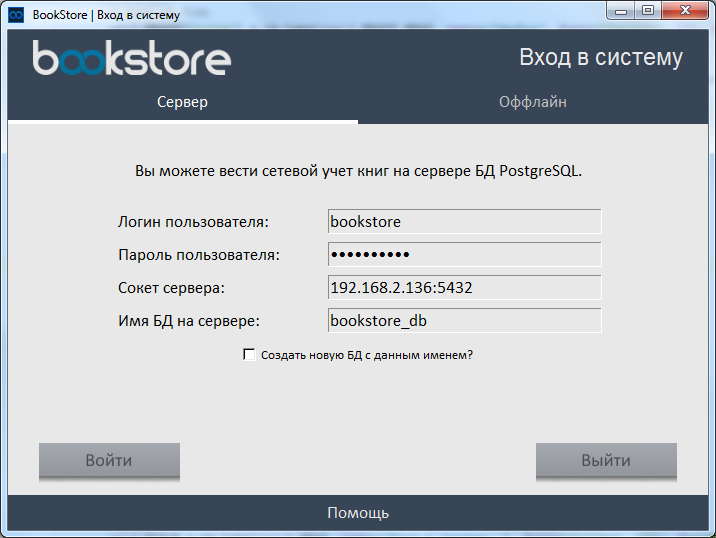 BookStore | Вход в систему
bookstore
Вход в систему
Сервер
Оффлайн
Вы можете вести сетевой учет книг на сервере БД PostgreSQL.
Логин пользователя: bookstore
Пароль пользователя: ••••••••••
Сокет сервера: 192.168.2.136:5432
Имя БД на сервере: bookstore_db
Создать новую БД с данным именем?
Войти
Выйти
Помощь